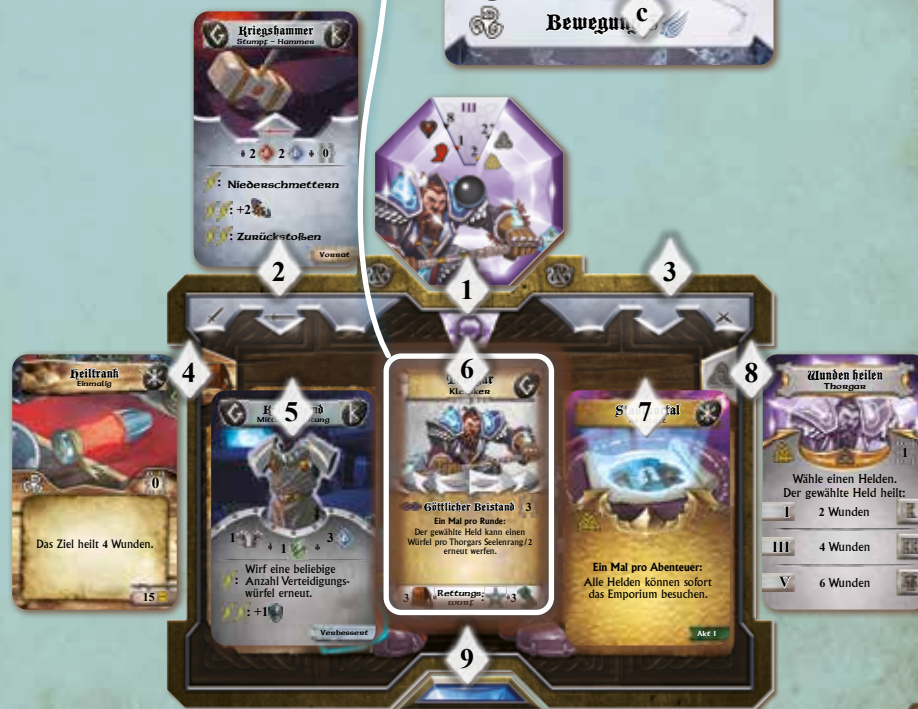 C
Bewegung
Kriegshammer
Stumpf – Hammer
+ 2 2 + 0
: Niederschmettern
: +2
: Zurückstoßen
Vorrat
III
8
1
2
2
2
1
3
4
Heiltrank
Einmalig
0
Das Ziel heilt 4 Wunden.
15
5
1 + 1 + 3
Wirf eine beliebige
: Anzahl Verteidigungs-
würfel erneut.
: +1
Verbessert
6
Kleriker
Göttlicher Beistand 3
Ein Mal pro Runde:
Der gewählte Held kann einen
Würfel pro Thorgars Seelenrang/2
erneut werfen.
3 Rettungs- 3
wurf
7
Ein Mal pro Abenteuer:
Alle Helden können sofort
das Emporium besuchen.
Akt I
8
Wunden heilen
Thorgar
1
Wähle einen Helden.
Der gewählte Held heilt:
I 2 Wunden
III 4 Wunden
V 6 Wunden
9